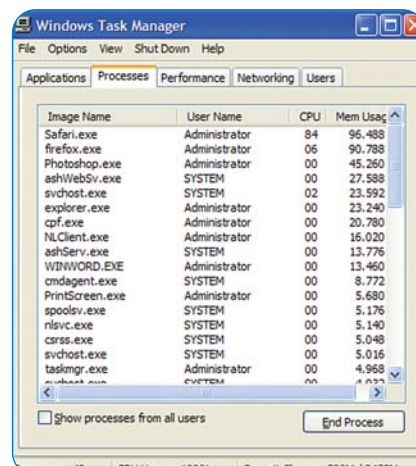 Windows Task Manager
File Options View Shut Down Help
Applications Processes Performance Networking Users
Image Name User Name CPU Mem Usag
Safari.exe Administrator 84 96.488
firefox.exe Administrator 06 90.788
Photoshop.exe Administrator 00 45.260
ashWebSv.exe SYSTEM 00 27.588
svchost.exe SYSTEM 02 23.592
explorer.exe Administrator 00 23.240
cpf.exe Administrator 00 20.780
NLClient.exe Administrator 00 16.020
ashServ.exe SYSTEM 00 13.776
WINWORD.EXE Administrator 00 13.460
cmdagent.exe SYSTEM 00 8.772
PrintScreen.exe Administrator 00 5.680
spoolsv.exe SYSTEM 00 5.176
nlsvc.exe SYSTEM 00 5.140
csrss.exe SYSTEM 00 5.048
svchost.exe SYSTEM 00 5.016
taskmgr.exe Administrator 00 4.968
svchost.exe SYSTEM 00
Show processes from all users
End Process